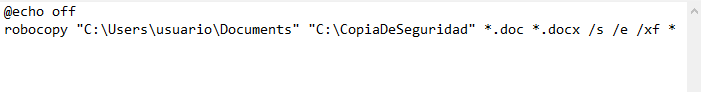 @echo off
robocopy "C:\Users\usuario\Documents" "C:\CopiaDeSeguridad" *.doc *.docx /s /e /xf *